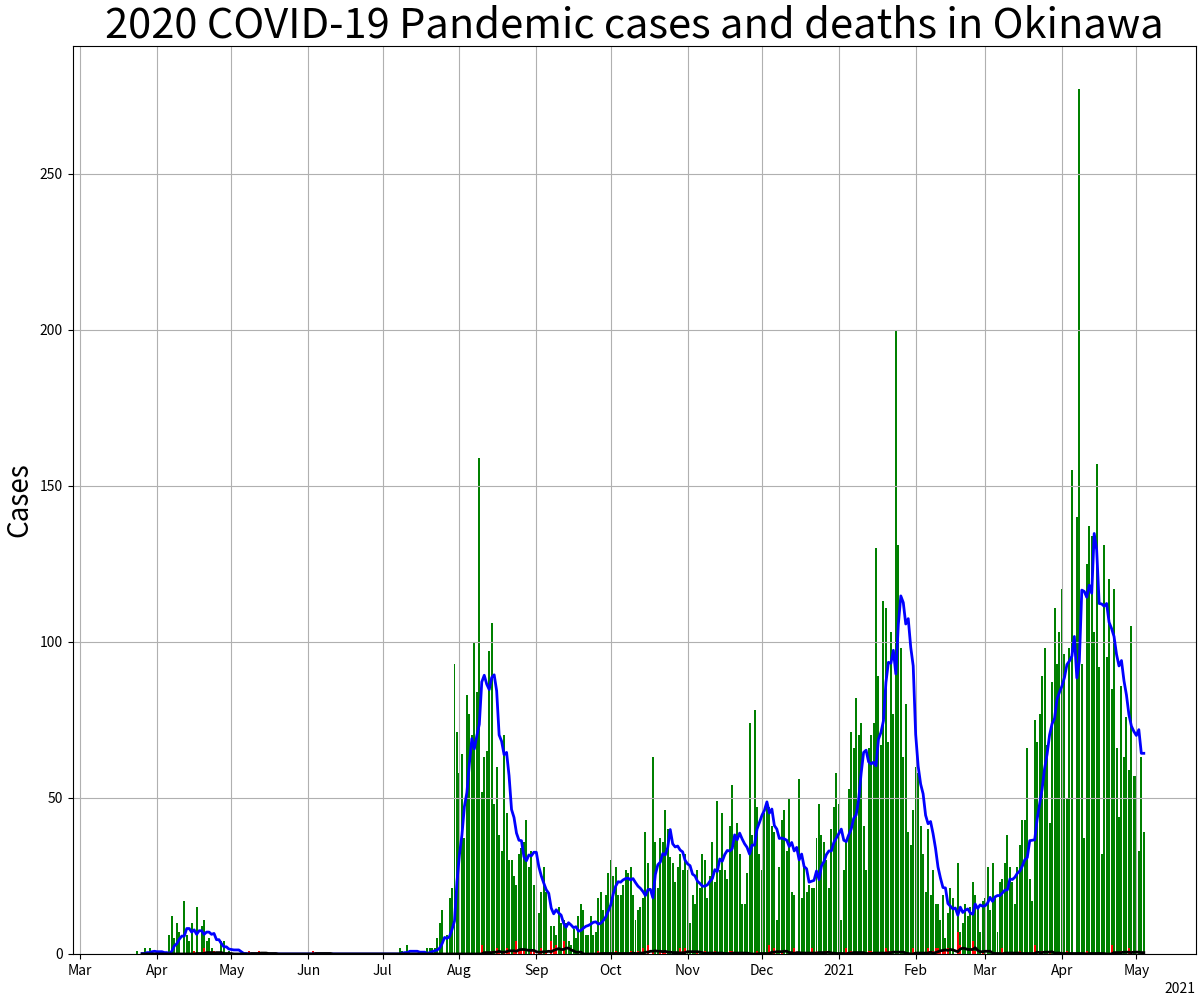 2020 COVID-19 Pandemic cases and deaths in Okinawa
Cases
250
200
150
100
50
0
Mar Apr May Jun Jul Aug Sep Oct Nov Dec 2021 Feb Mar Apr May
2021